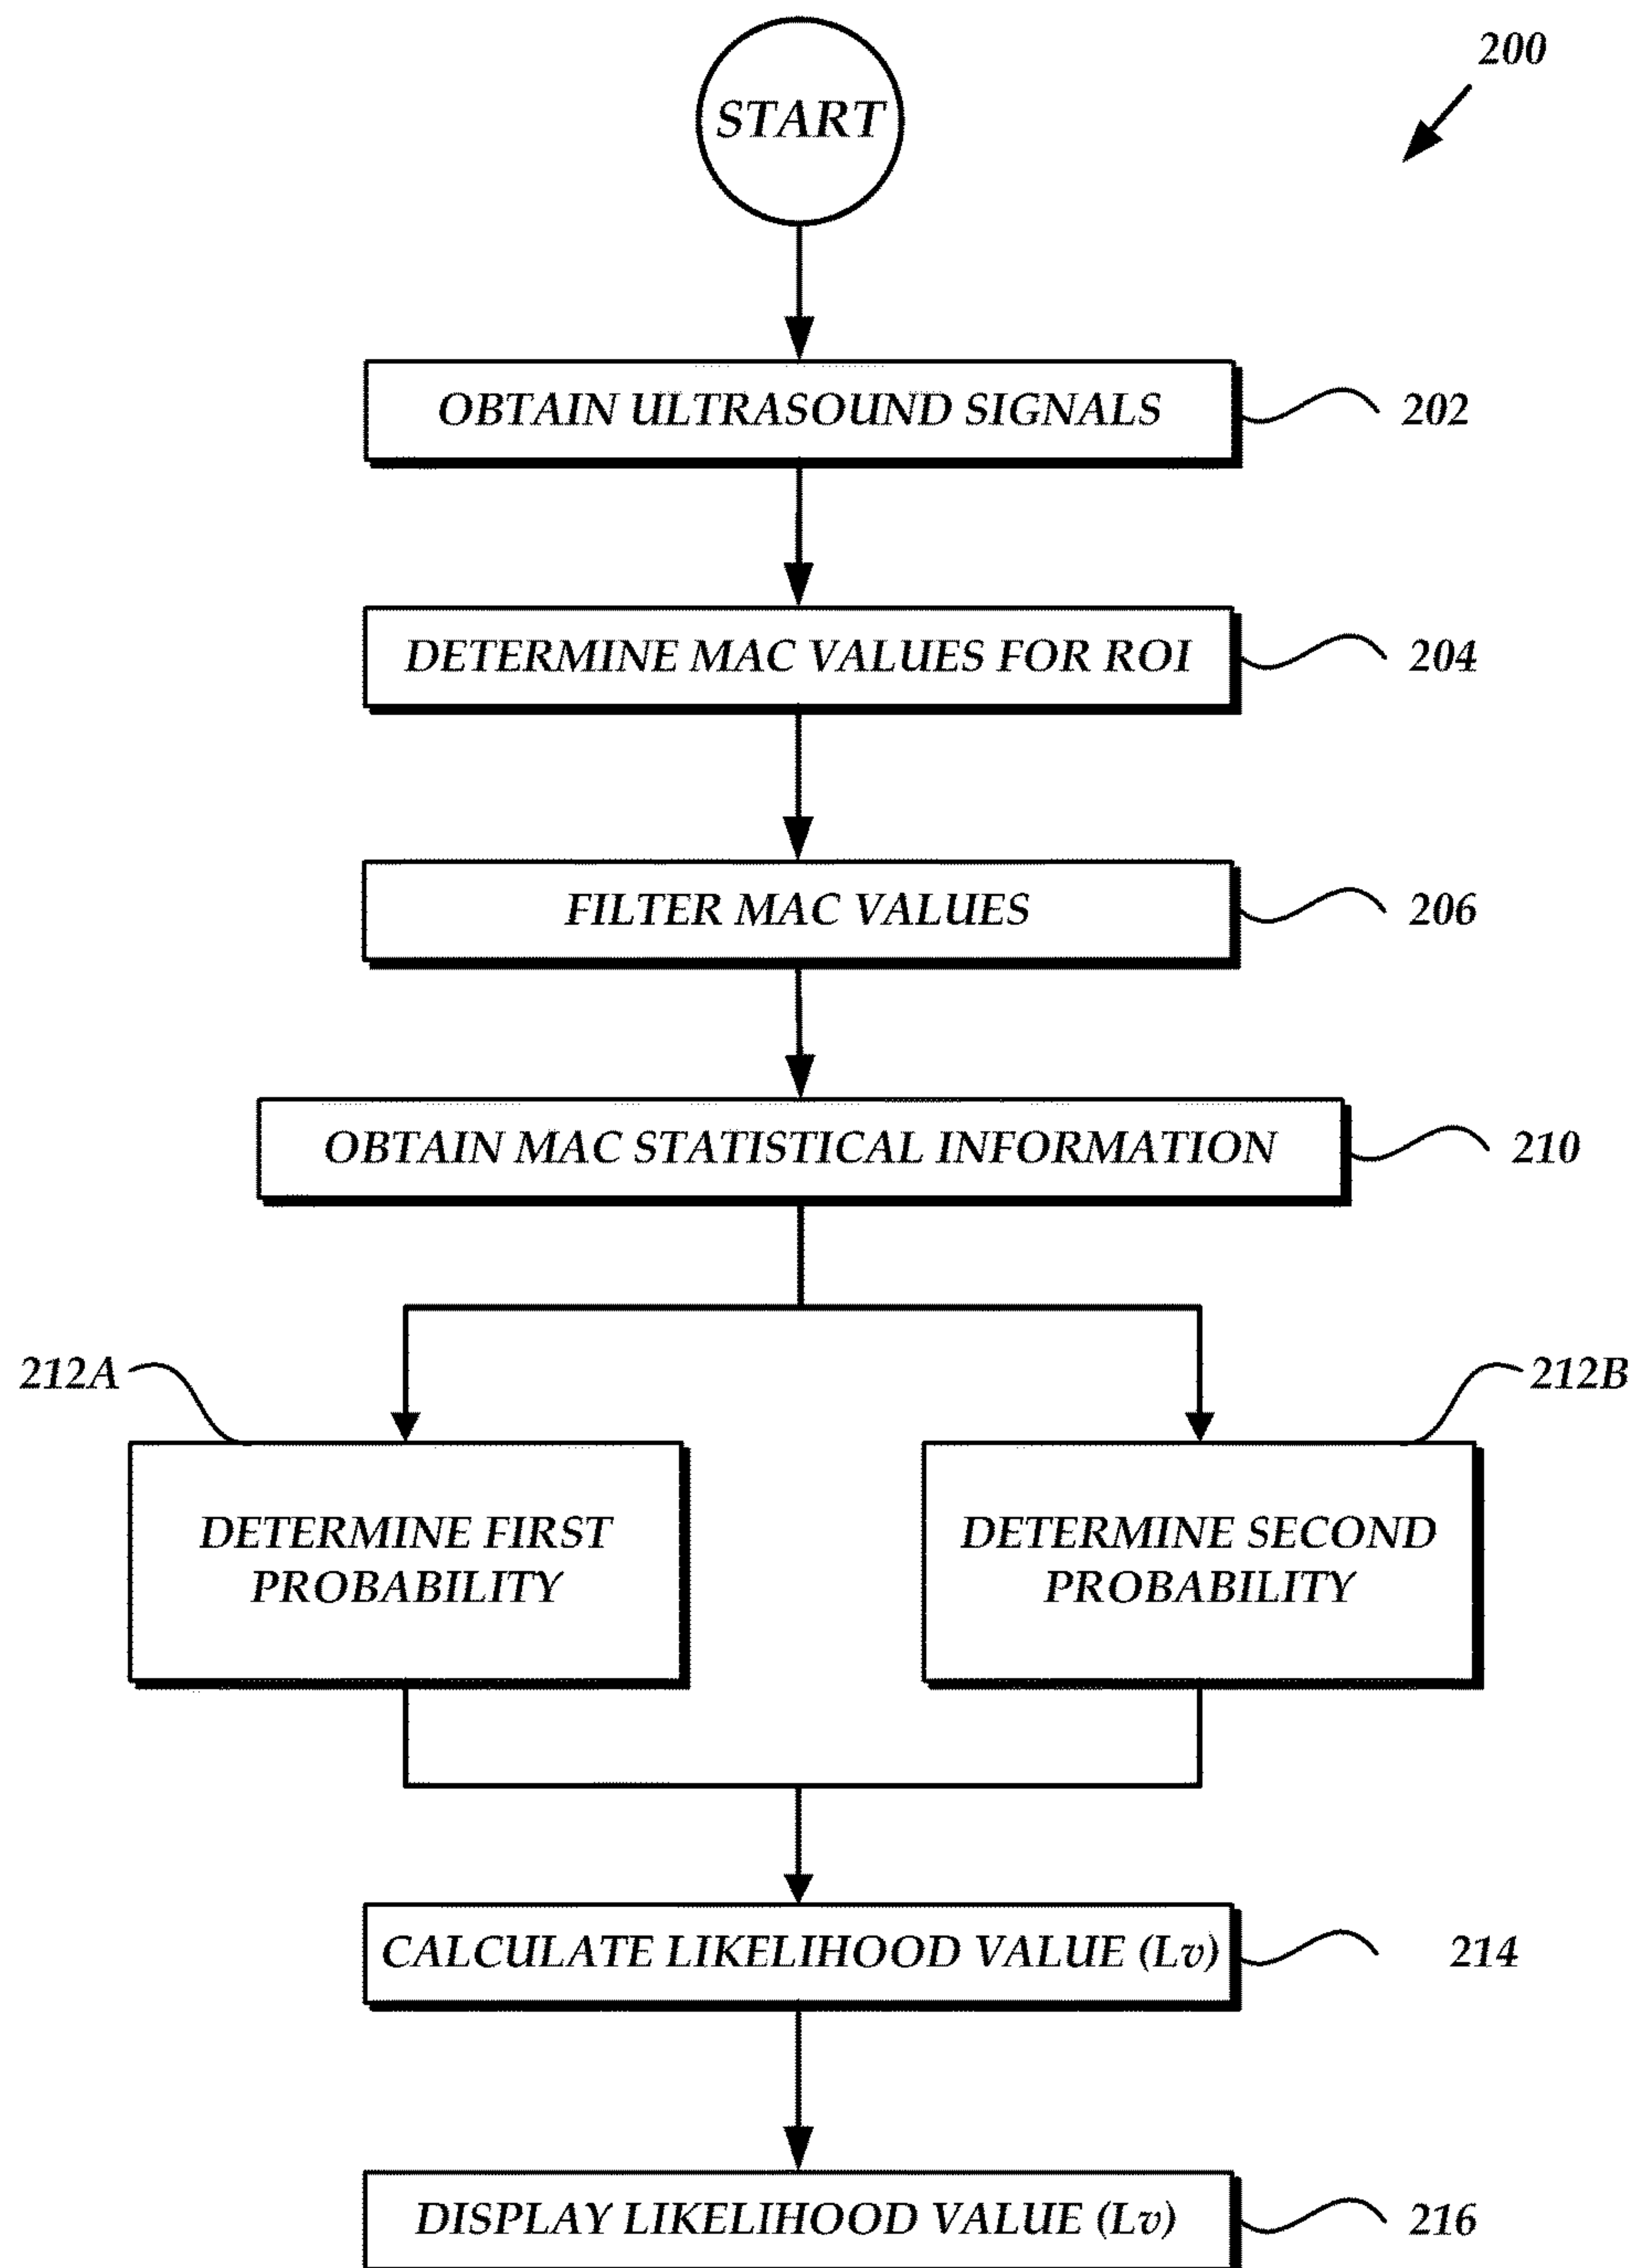 200
START
OBTAIN ULTRASOUND SIGNALS
202
DETERMINE MAC VALUES FOR ROI
204
FILTER MAC VALUES
206
OBTAIN MAC STATISTICAL INFORMATION
210
212A
212B
DETERMINE FIRST
PROBABILITY
DETERMINE SECOND
PROBABILITY
CALCULATE LIKELIHOOD VALUE (Lv)
214
DISPLAY LIKELIHOOD VALUE (Lv)
216